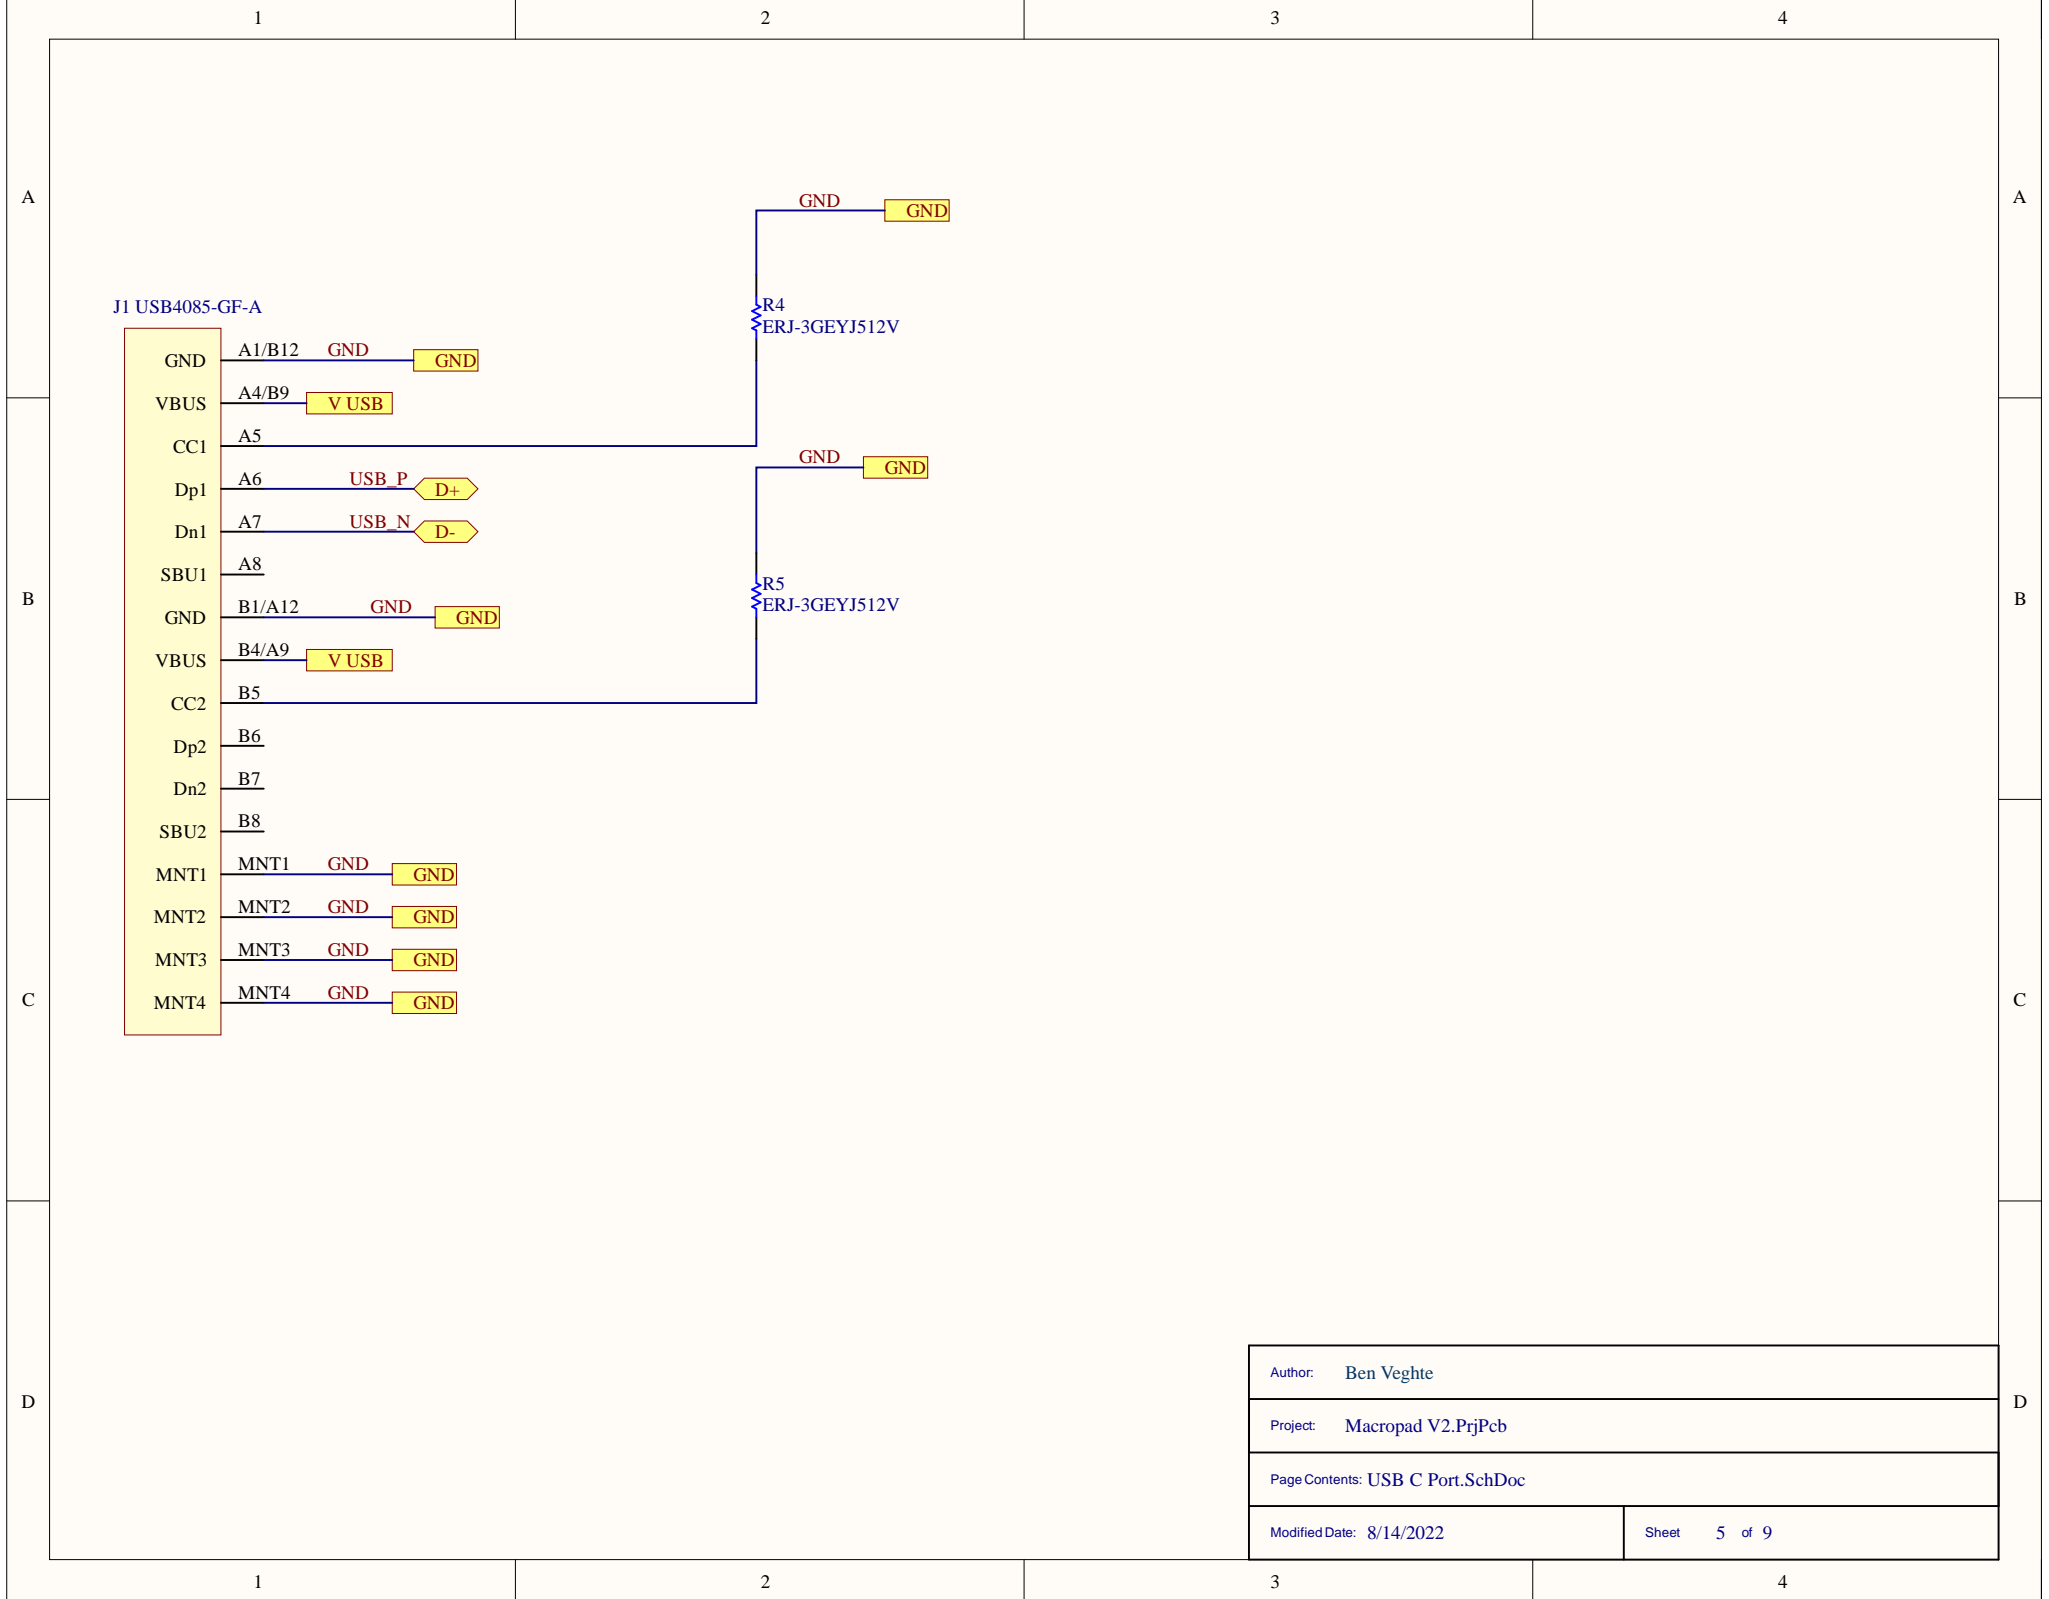 1 2 3 4
A A
GND GND
J1 USB4085-GF-A
R4
ERJ-3GEYJ512V
GND A1/B12 GND GND
VBUS A4/B9 V USB
CC1 A5
GND GND
Dp1 A6 USB_P D+
Dn1 A7 USB_N D-
SBU1 A8
R5
ERJ-3GEYJ512V
B B
GND B1/A12 GND GND
VBUS B4/A9 V USB
CC2 B5
Dp2 B6
Dn2 B7
SBU2 B8
MNT1 MNT1 GND GND
MNT2 MNT2 GND GND
MNT3 MNT3 GND GND
MNT4 MNT4 GND GND
C C
Author: Ben Veghte
D D
Project: Macropad V2.PrjPcb
Page Contents: USB C Port.SchDoc
Modified Date: 8/14/2022 Sheet 5 of 9
1 2 3 4